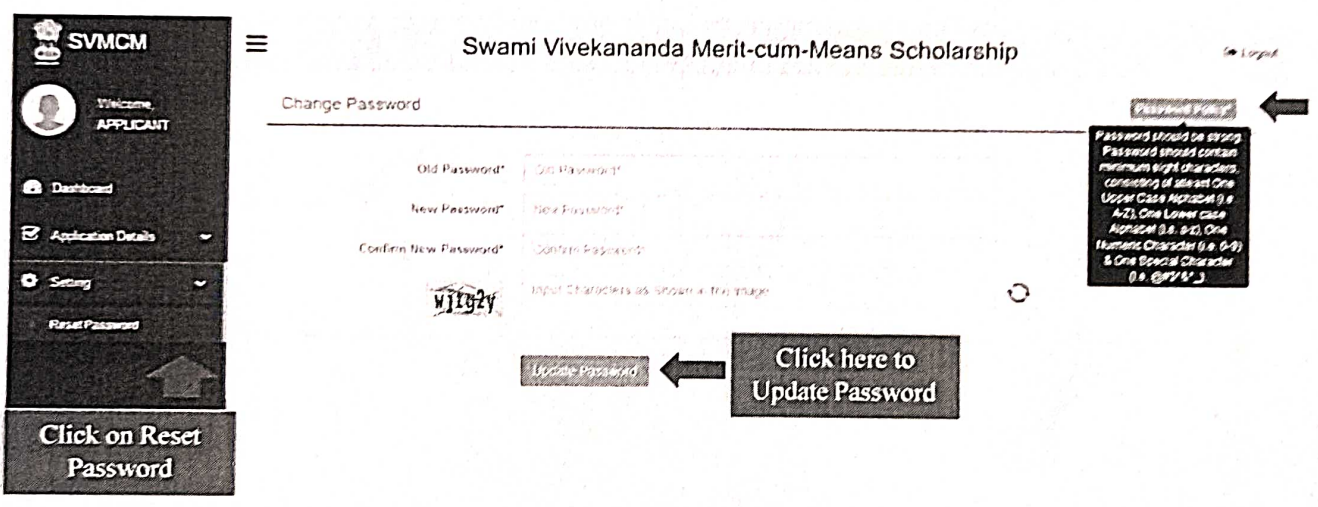 SVMCM
Swami Vivekananda Merit-cum-Means Scholarship
Logout
Welcome,
APPLICANT
Change Password
Password Policy
Password should be strong.
Password should contain
minimum eight characters,
consisting of atleast One
Upper Case Alphabet (i.e.
A-Z), One Lower case
Alphabet (i.e. a-z), One
Numeric Character (i.e. 0-9)
& One Special Character
Dashboard
Application Details
Setting
Reset Password
Old Password*
Old Password*
New Password*
New Password*
Confirm New Password*
Confirm Password*
Input Characters as shown in the image
Update Password
Click here to
Update Password
Click on Reset
Password